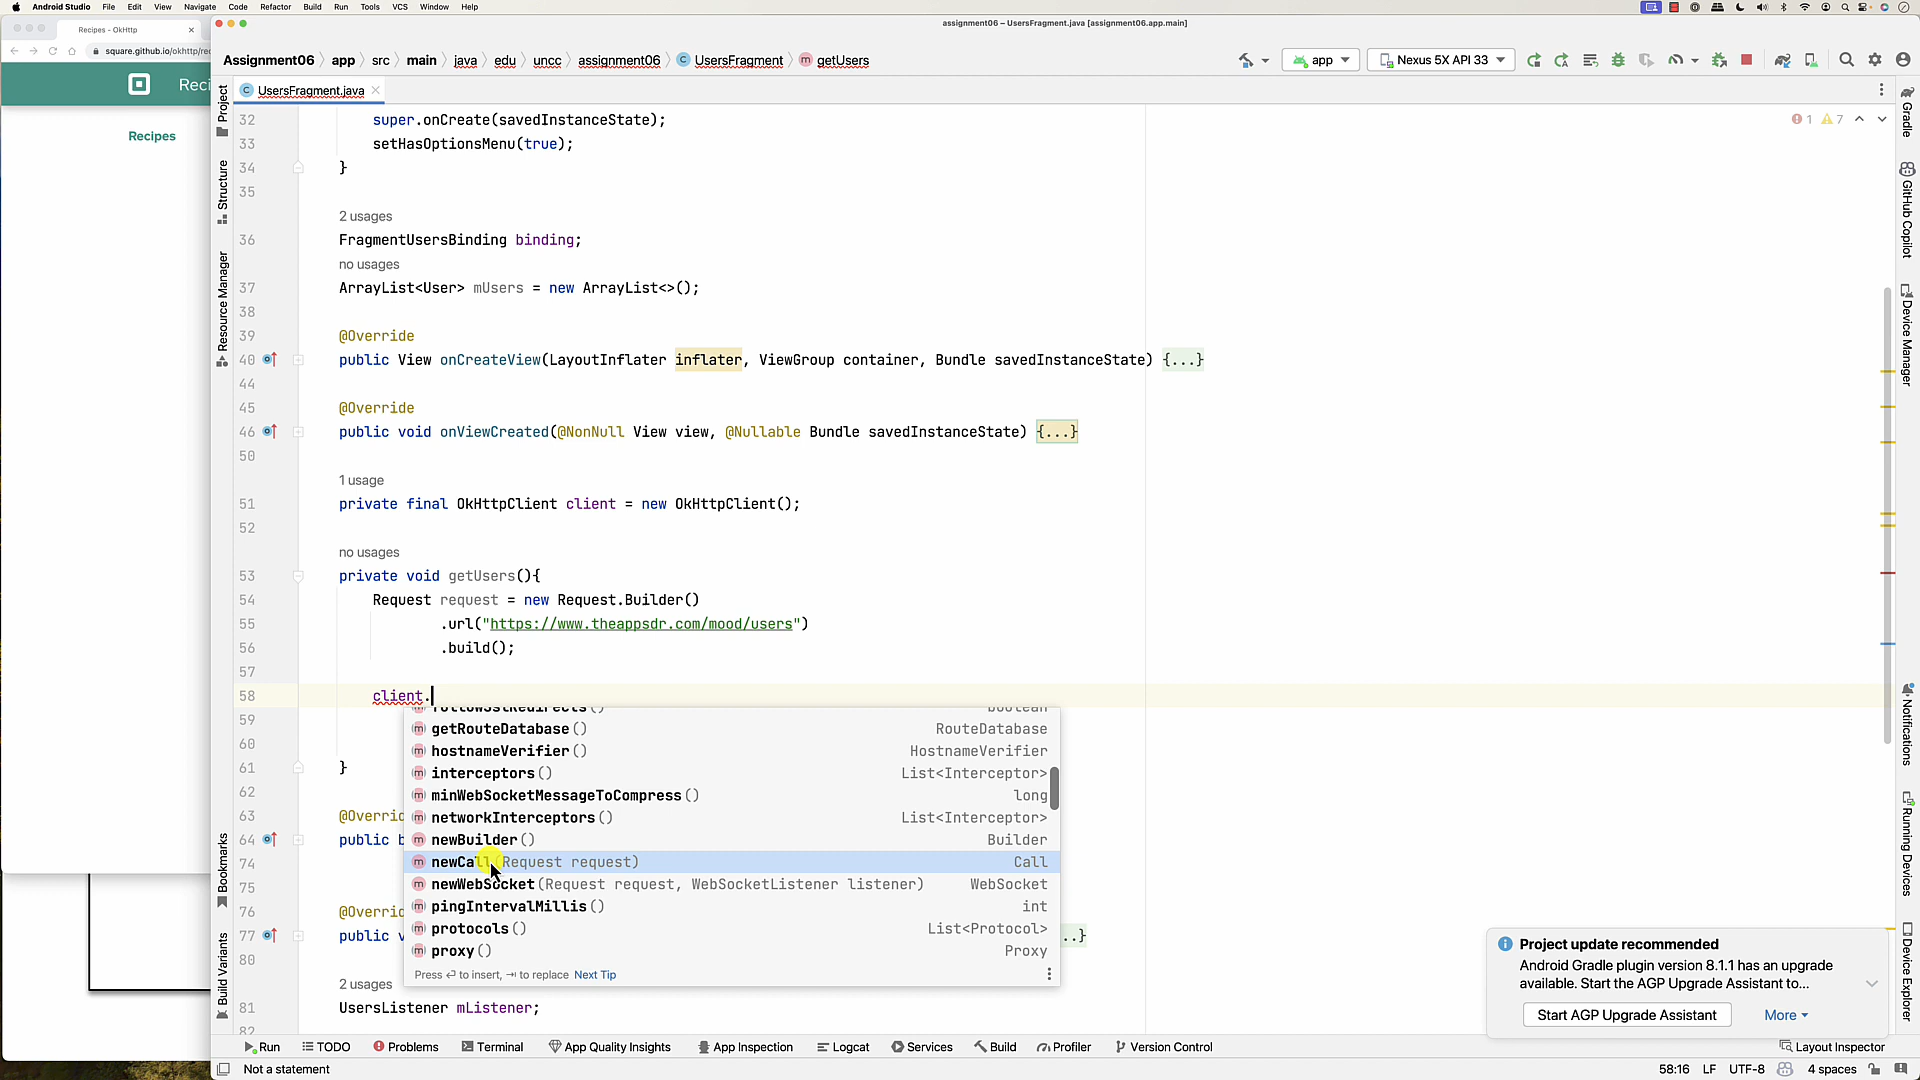 Android Studio File Edit View Navigate Code Refactor Build Run Tools VCS Window Help
Recipes - OkHttp
square.github.io/okhttp/rec
Reci
Recipes
assignment06 – UsersFragment.java [assignment06.app.main]
Assignment06 app src main java edu uncc assignment06 UsersFragment getUsers
app Nexus 5X API 33
UsersFragment.java
1 7
32 super.onCreate(savedInstanceState);
33 setHasOptionsMenu(true);
34 }
35
2 usages
36 FragmentUsersBinding binding;
no usages
37 ArrayList<User> mUsers = new ArrayList<>();
38
39 @Override
40 public View onCreateView(LayoutInflater inflater, ViewGroup container, Bundle savedInstanceState) {...}
44
45 @Override
46 public void onViewCreated(@NonNull View view, @Nullable Bundle savedInstanceState) {...}
50
1 usage
51 private final OkHttpClient client = new OkHttpClient();
52
no usages
53 private void getUsers(){
54 Request request = new Request.Builder()
55 .url("https://www.theappsdr.com/mood/users")
56 .build();
57
58 client.
59
60
61 }
62
63 @Overrid
64 public b
74
75
76 @Overrid
77 public v ..}
80
2 usages
81 UsersListener mListener;
82
followSslRedirects() boolean
getRouteDatabase() RouteDatabase
hostnameVerifier() HostnameVerifier
interceptors() List<Interceptor>
minWebSocketMessageToCompress() long
networkInterceptors() List<Interceptor>
newBuilder() Builder
newCall(Request request) Call
newWebSocket(Request request, WebSocketListener listener) WebSocket
pingIntervalMillis() int
protocols() List<Protocol>
proxy() Proxy
Press ↵ to insert, ⇥ to replace Next Tip
Project
Structure
Resource Manager
Bookmarks
Build Variants
Gradle
GitHub Copilot
Device Manager
Notifications
Running Devices
Device Explorer
Project update recommended
Android Gradle plugin version 8.1.1 has an upgrade
available. Start the AGP Upgrade Assistant to...
Start AGP Upgrade Assistant More
Run TODO Problems Terminal App Quality Insights App Inspection Logcat Services Build Profiler Version Control Layout Inspector
Not a statement 58:16 LF UTF-8 4 spaces